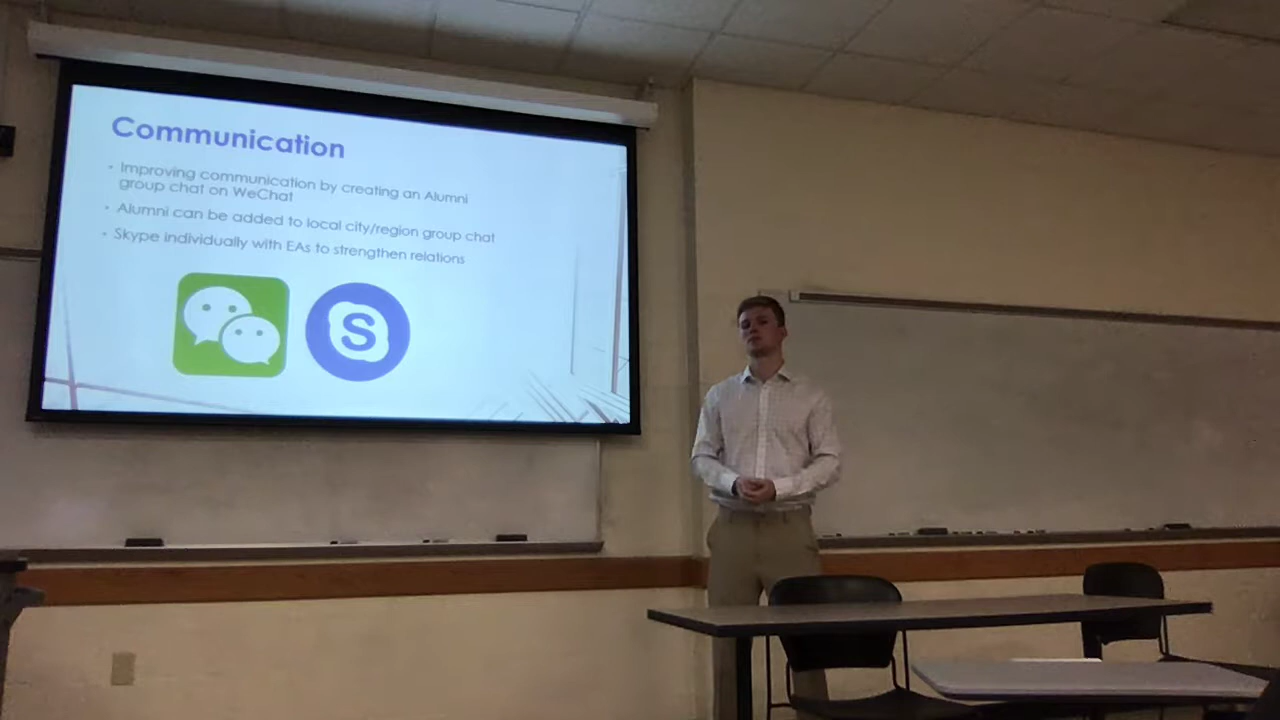 Communication
• Improving communication by creating an Alumni
group chat on WeChat
• Alumni can be added to local city/region group chat
• Skype individually with EAs to strengthen relations
S